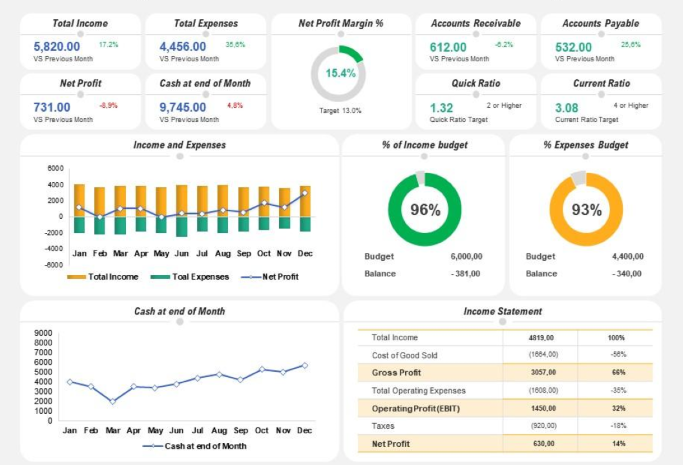 Total Income
5,820.00 17.2%
VS Previous Month
Total Expenses
4,456.00 35,6%
VS Previous Month
Net Profit Margin %
15.4%
Target 13.0%
Accounts Receivable
612.00 -6.2%
VS Previous Month
Accounts Payable
532.00 25,6%
VS Previous Month
Net Profit
731.00 -8,9%
VS Previous Month
Cash at end of Month
9,745.00 4,6%
VS Previous Month
Quick Ratio
1.32 2 or Higher
Quick Ratio Target
Current Ratio
3.08 4 or Higher
Current Ratio Target
Income and Expenses
6000
4000
2000
0
-2000
-4000
-6000
Jan Feb Mar Apr May Jun Jul Aug Sep Oct Nov Dec
Total Income Toal Expenses Net Profit
% of Income budget
96%
Budget 6,000,00
Balance - 381,00
% Expenses Budget
93%
Budget 4,400,00
Balance - 340,00
Cash at end of Month
9000
8000
7000
6000
5000
4000
3000
2000
1000
0
Jan Feb Mar Apr May Jun Jul Aug Sep Oct Nov Dec
Cash at end of Month
Income Statement
Total Income 4819,00 100%
Cost of Good Sold (1664,00) -56%
Gross Profit 3057,00 66%
Total Operating Expenses (1608,00) -35%
Operating Profit (EBIT) 1450,00 32%
Taxes (920,00) -18%
Net Profit 630,00 14%